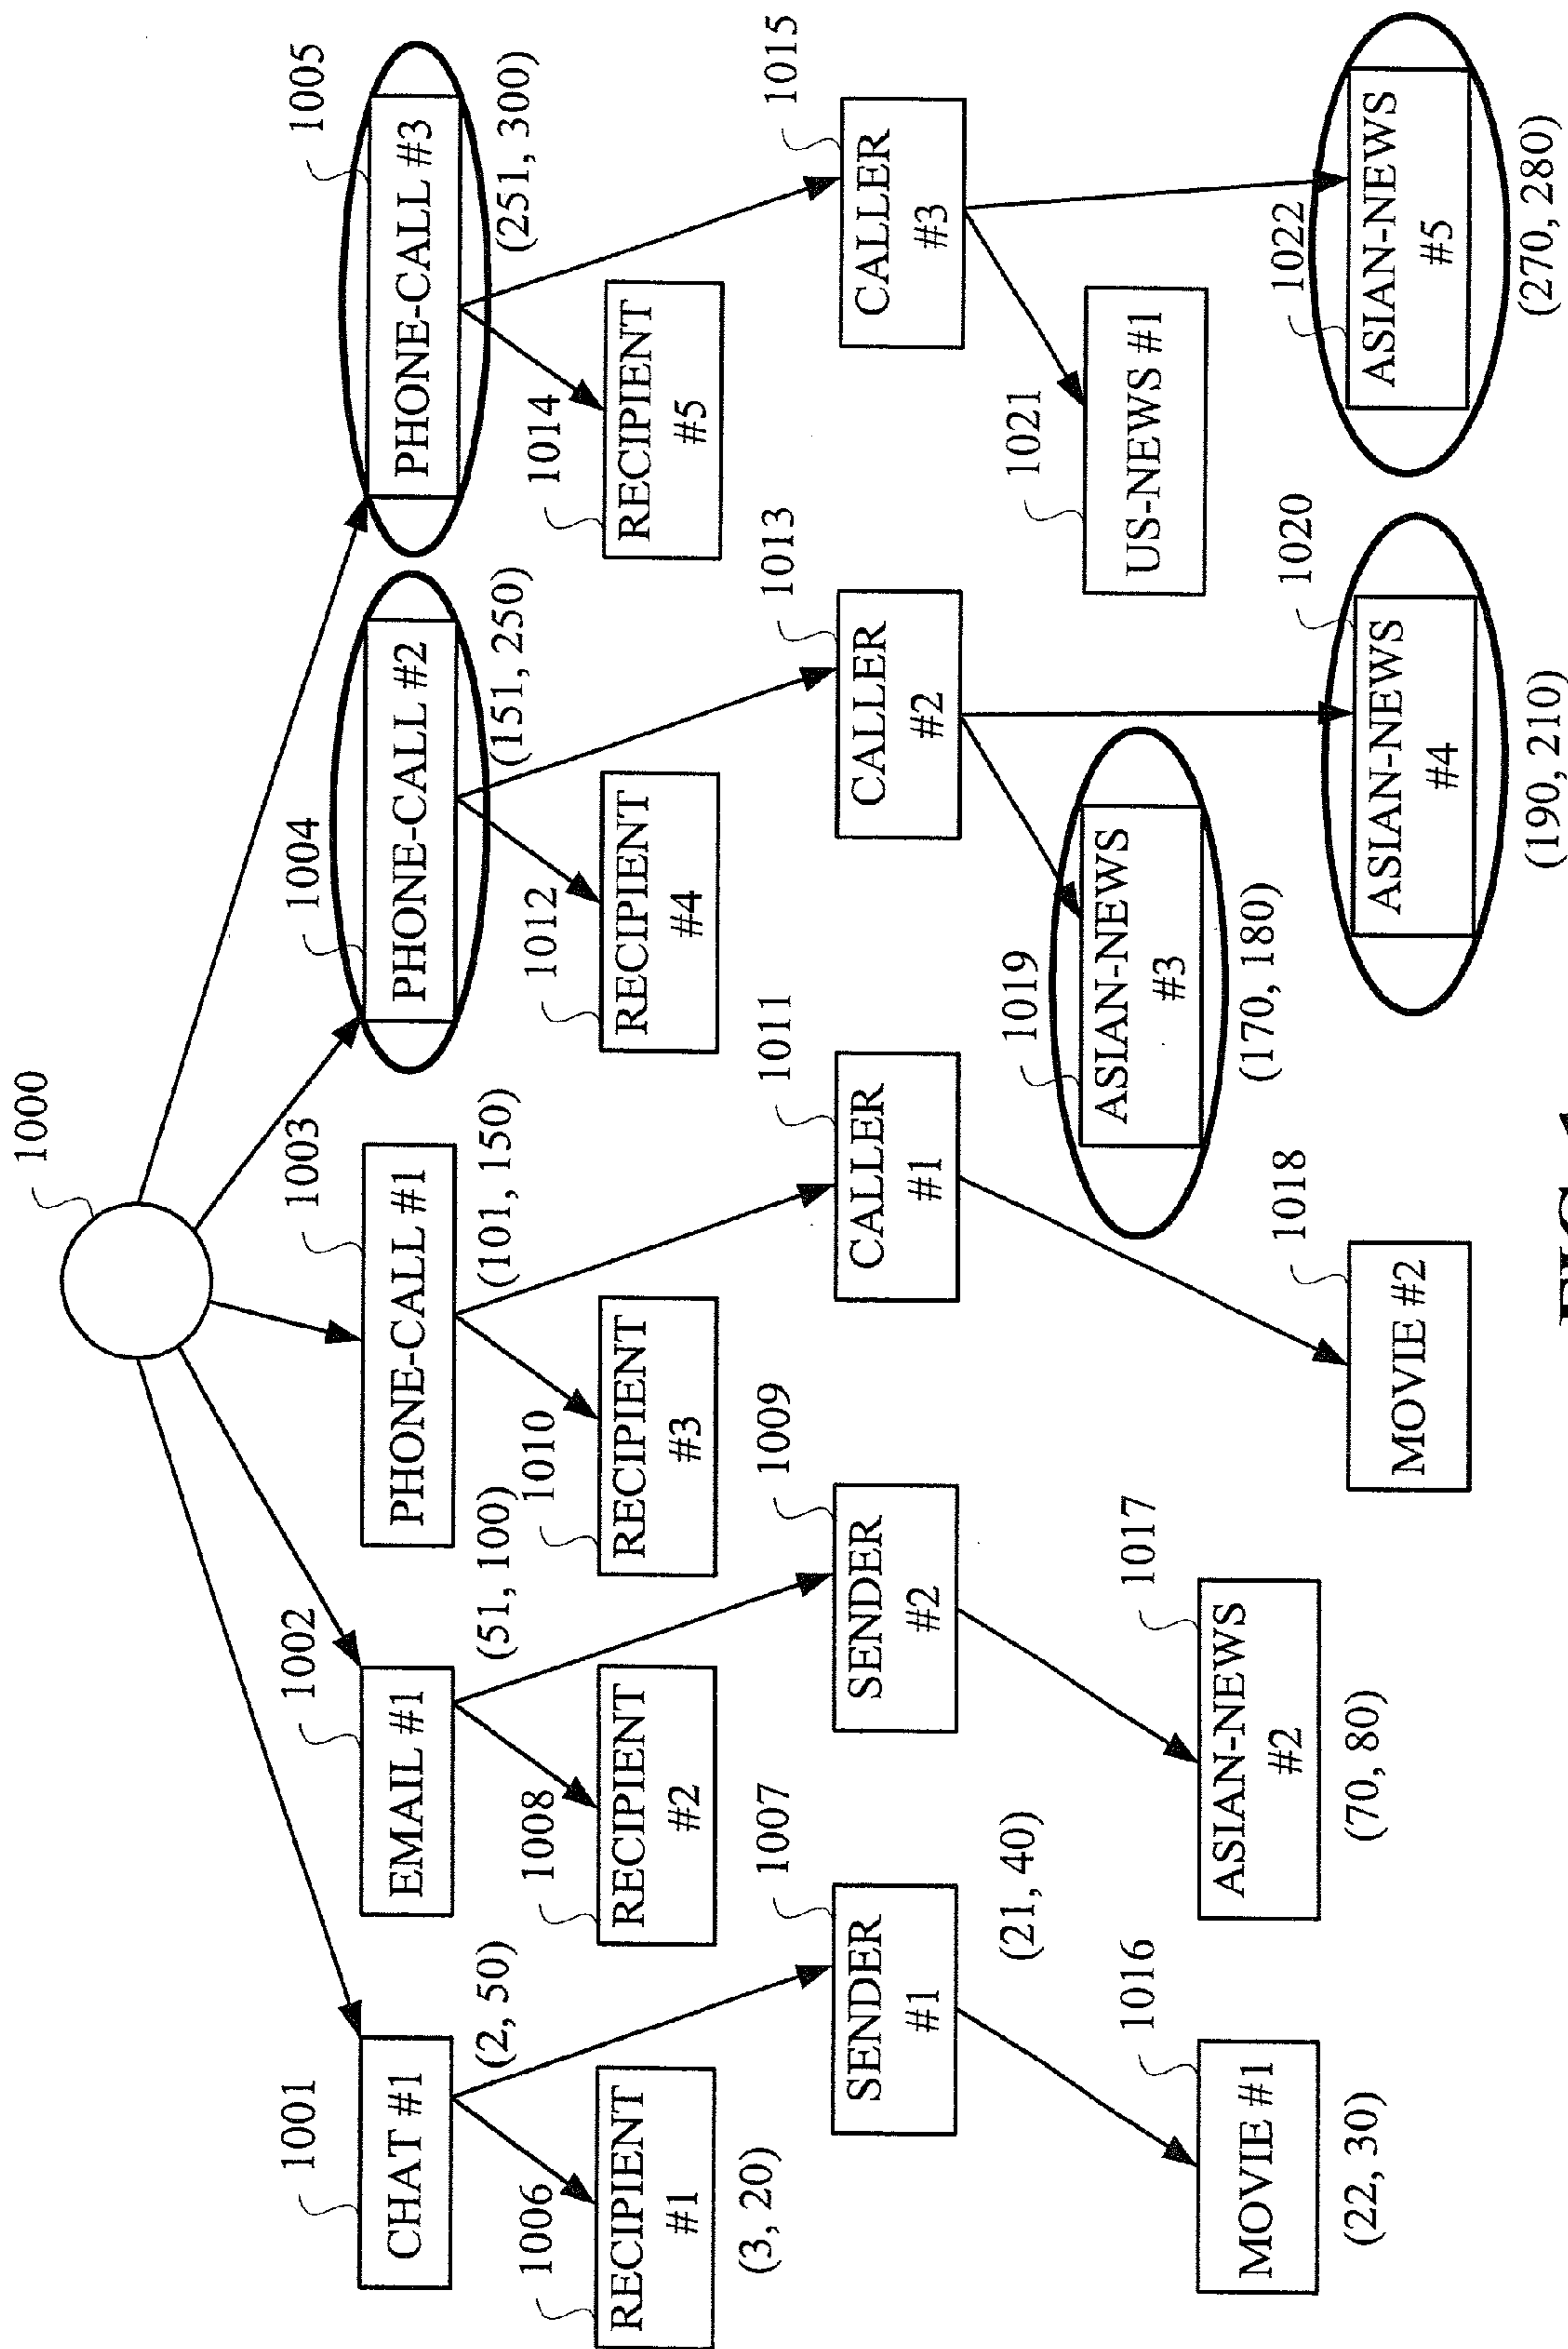 1000
1001
1002
1003
1004
1005
CHAT #1
EMAIL #1
PHONE-CALL #1
PHONE-CALL #2
PHONE-CALL #3
(2, 50)
(51, 100)
(101, 150)
(151, 250)
(251, 300)
1006
1008
1010
1012
1014
RECIPIENT
#1
RECIPIENT
#2
RECIPIENT
#3
RECIPIENT
#4
RECIPIENT
#5
(3, 20)
1007
1009
1011
1013
1015
SENDER
#1
SENDER
#2
CALLER
#1
CALLER
#2
CALLER
#3
(21, 40)
1019
1021
ASIAN-NEWS
#3
US-NEWS #1
(170, 180)
1016
1017
1018
1020
1022
MOVIE #1
ASIAN-NEWS
#2
MOVIE #2
ASIAN-NEWS
#4
ASIAN-NEWS
#5
(22, 30)
(70, 80)
(190, 210)
(270, 280)